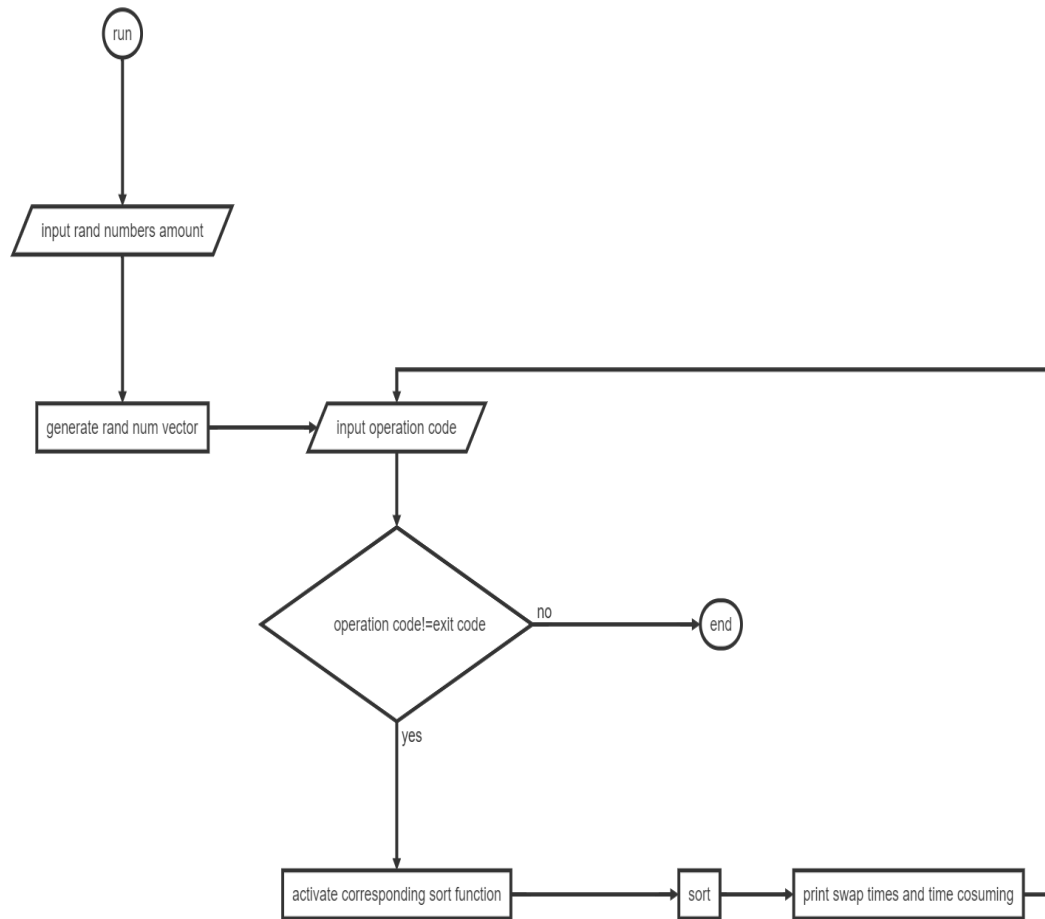 run
input rand numbers amount
generate rand num vector
input operation code
operation code!=exit code
no
end
yes
activate corresponding sort function
sort
print swap times and time cosuming